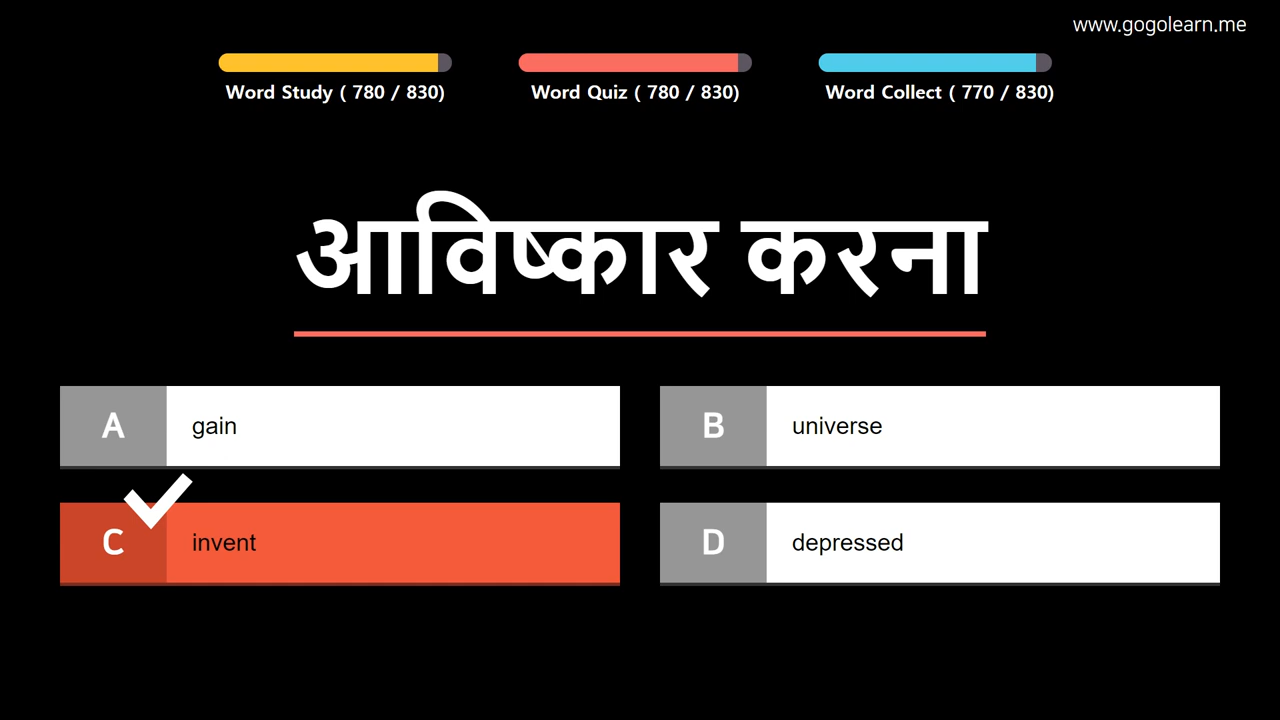 www.gogolearn.me
Word Study ( 780 / 830)
Word Quiz ( 780 / 830)
Word Collect ( 770 / 830)
आविष्कार करना
A gain
B universe
C invent
D depressed